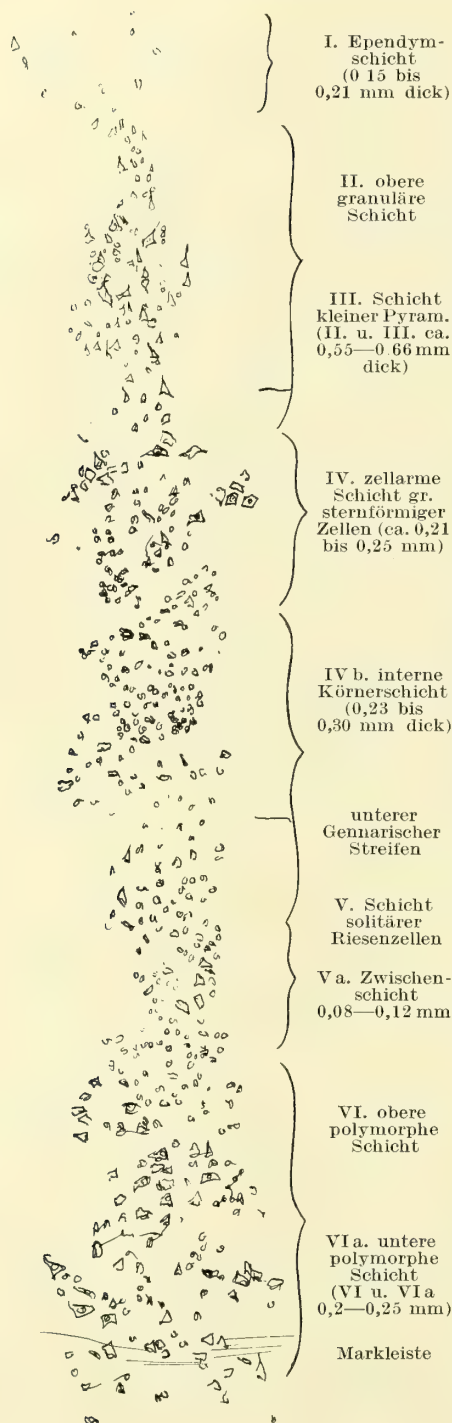 I. Ependym-
schicht
(0 15 bis
0,21 mm dick)
II. obere
granuläre
Schicht
III. Schicht
kleiner Pyram.
(II. u. III. ca.
0,55—0.66 mm
dick)
IV. zellarme
Schicht gr.
sternförmiger
Zellen (ca. 0,21
bis 0,25 mm)
IV b. interne
Körnerschicht
(0,23 bis
0,30 mm dick)
unterer
Gennarischer
Streifen
V. Schicht
solitärer
Riesenzellen
V a. Zwischen-
schicht
0,08—0,12 mm
VI. obere
polymorphe
Schicht
VI a. untere
polymorphe
Schicht
(VI u. VI a
0,2—0,25 mm)
Markleiste